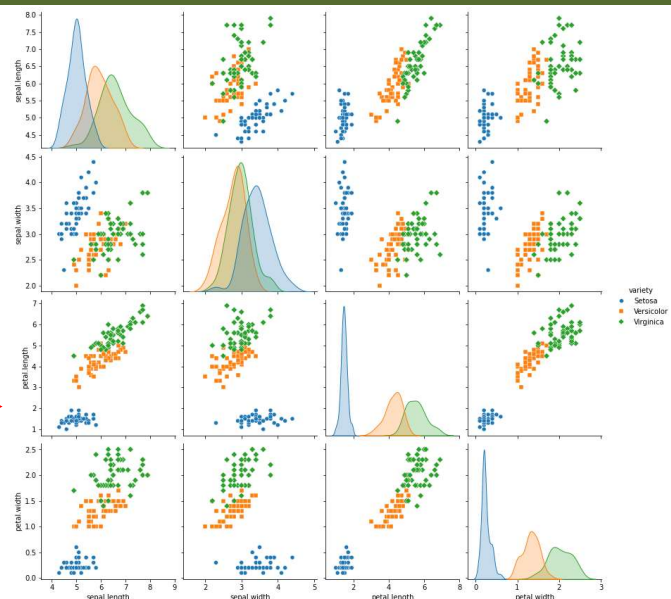 8.0
7.5
7.0
6.5
6.0
5.5
5.0
4.5
sepal.length
4.5
4.0
3.5
3.0
2.5
2.0
sepal.width
variety
Setosa
Versicolor
Virginica
7
6
5
4
3
2
1
petal.length
2.5
2.0
1.5
1.0
0.5
0.0
petal.width
4 5 6 7 8 9
2 3 4 5
2 4 6 8
0 1 2 3
sepal.length
sepal.width
petal.length
petal.width